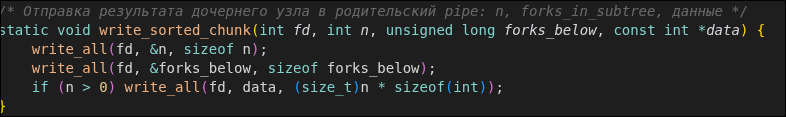 /* Отправка результата дочернего узла в родительский pipe: n, forks_in_subtree, данные */
static void write_sorted_chunk(int fd, int n, unsigned long forks_below, const int *data) {
    write_all(fd, &n, sizeof n);
    write_all(fd, &forks_below, sizeof forks_below);
    if (n > 0) write_all(fd, data, (size_t)n * sizeof(int));
}